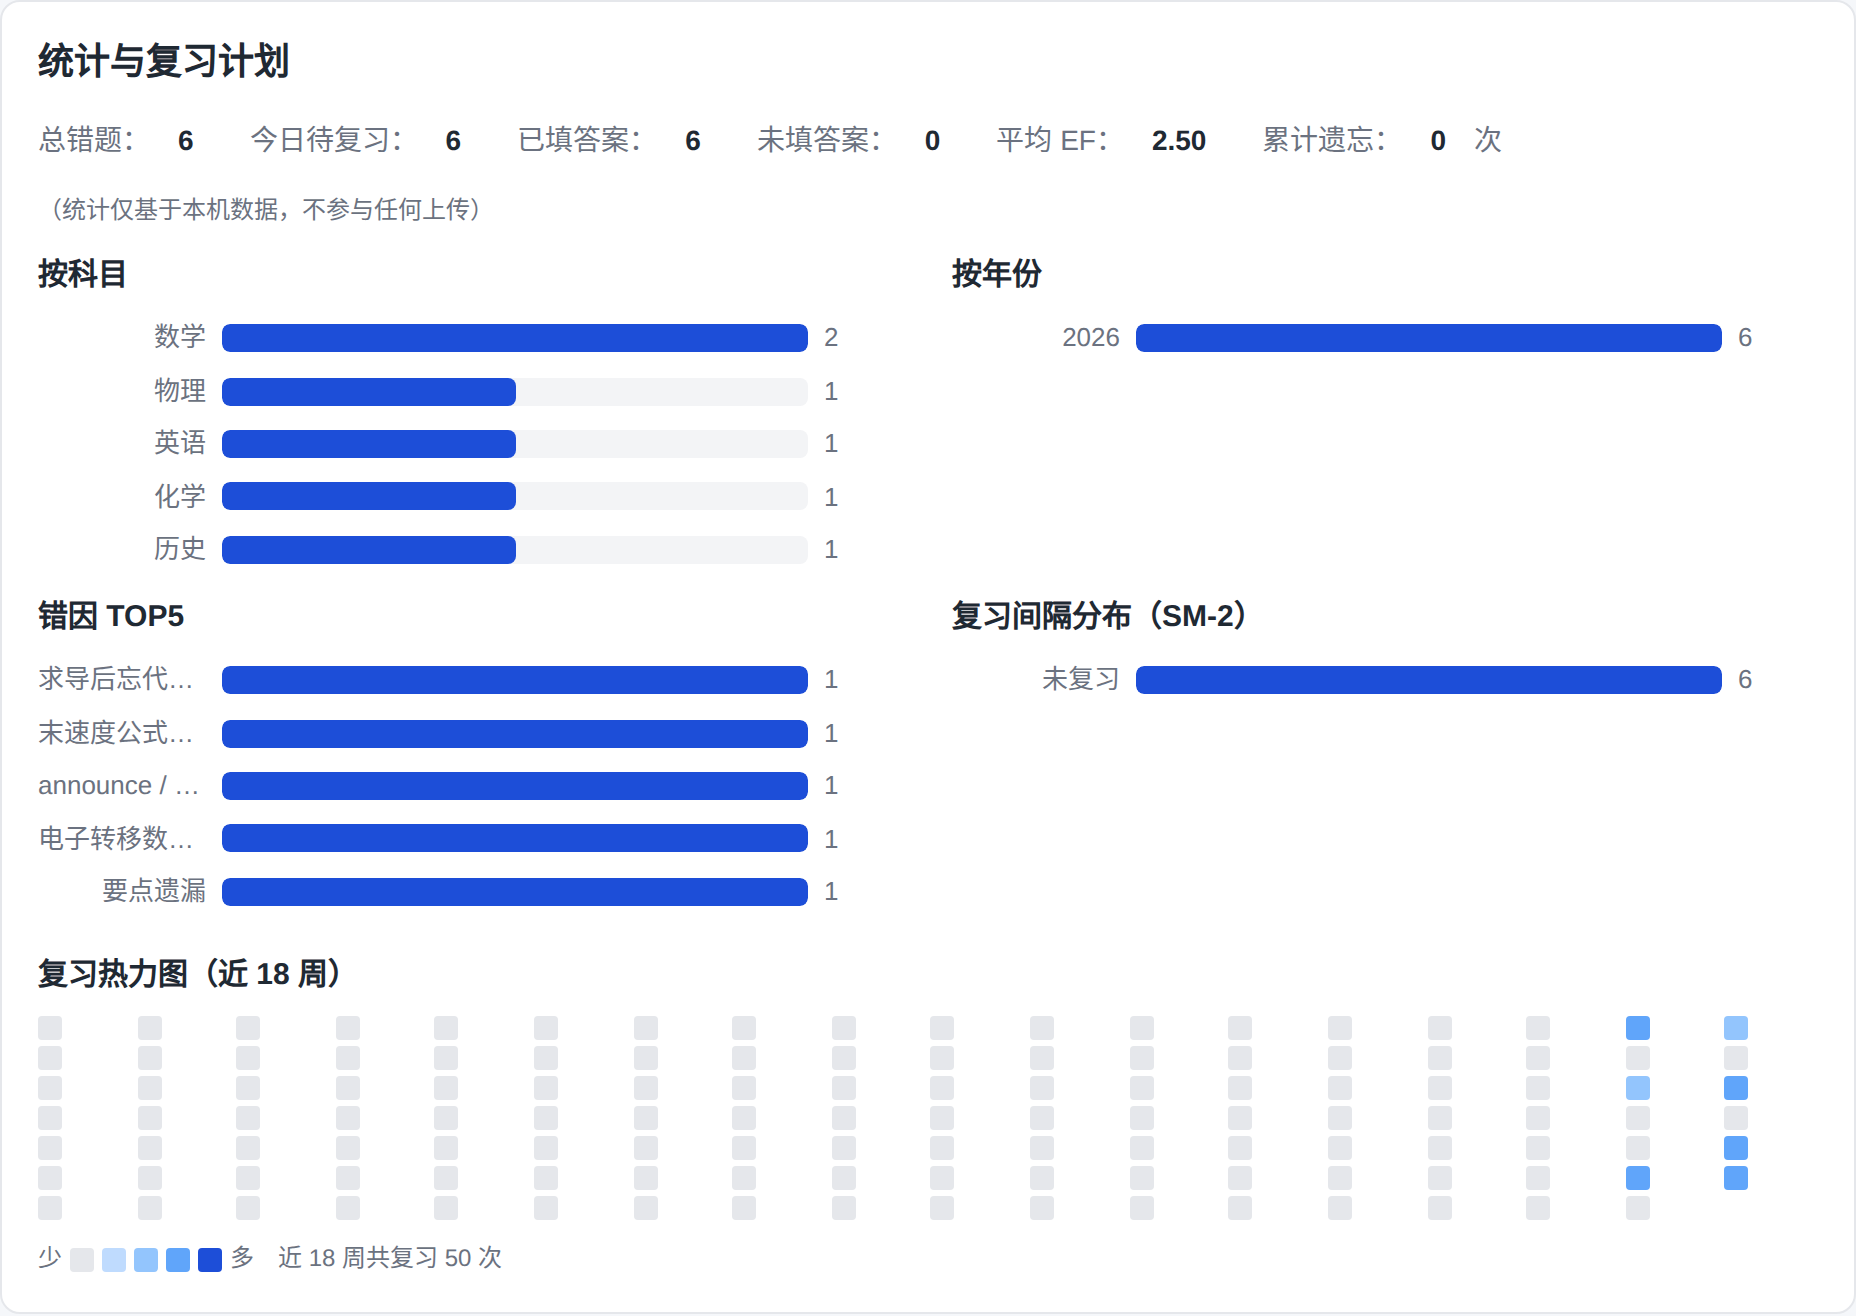 统计与复习计划
总错题： 6 今日待复习： 6 已填答案： 6 未填答案： 0 平均 EF： 2.50 累计遗忘： 0 次
（统计仅基于本机数据，不参与任何上传）
按科目
数学 2
物理 1
英语 1
化学 1
历史 1
按年份
2026 6
错因 TOP5
求导后忘代… 1
末速度公式… 1
announce / … 1
电子转移数… 1
要点遗漏 1
复习间隔分布（SM-2）
未复习 6
复习热力图（近 18 周）
少 多 近 18 周共复习 50 次